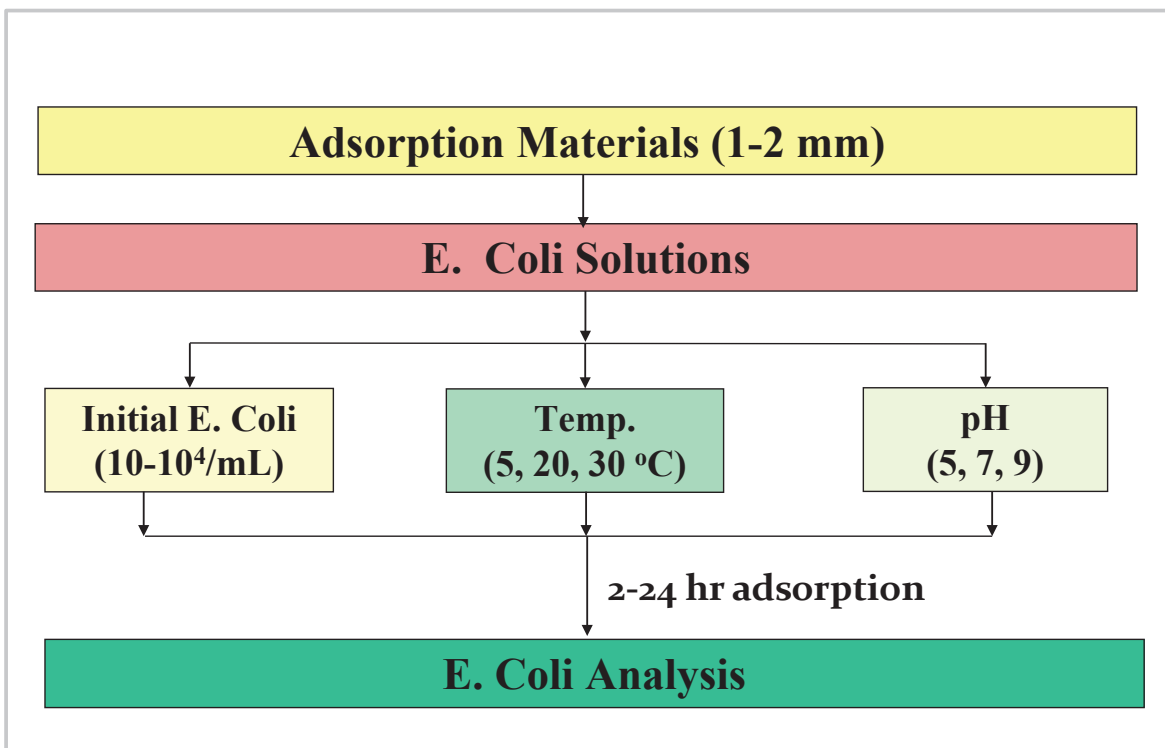 Adsorption Materials (1-2 mm)
E.  Coli Solutions
Initial E. Coli
(10-10⁴/mL)
Temp.
(5, 20, 30 ᵒC)
pH
(5, 7, 9)
2-24 hr adsorption
E. Coli Analysis